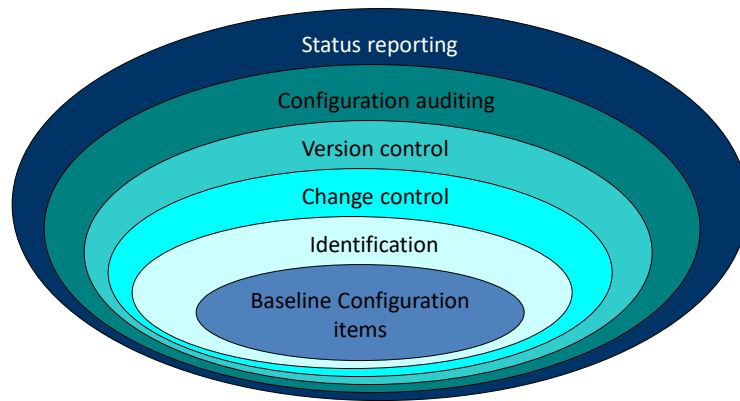 Status reporting
Configuration auditing
Version control
Change control
Identification
Baseline Configuration
items